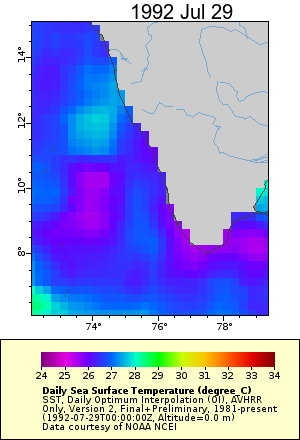 1992 Jul 29
14°
12°
10°
8°
74°
76°
78°
24 25 26 27 28 29 30 31 32 33 34
Daily Sea Surface Temperature (degree_C)
SST, Daily Optimum Interpolation (OI), AVHRR
Only, Version 2, Final+Preliminary, 1981-present
(1992-07-29T00:00:00Z, Altitude=0.0 m)
Data courtesy of NOAA NCEI